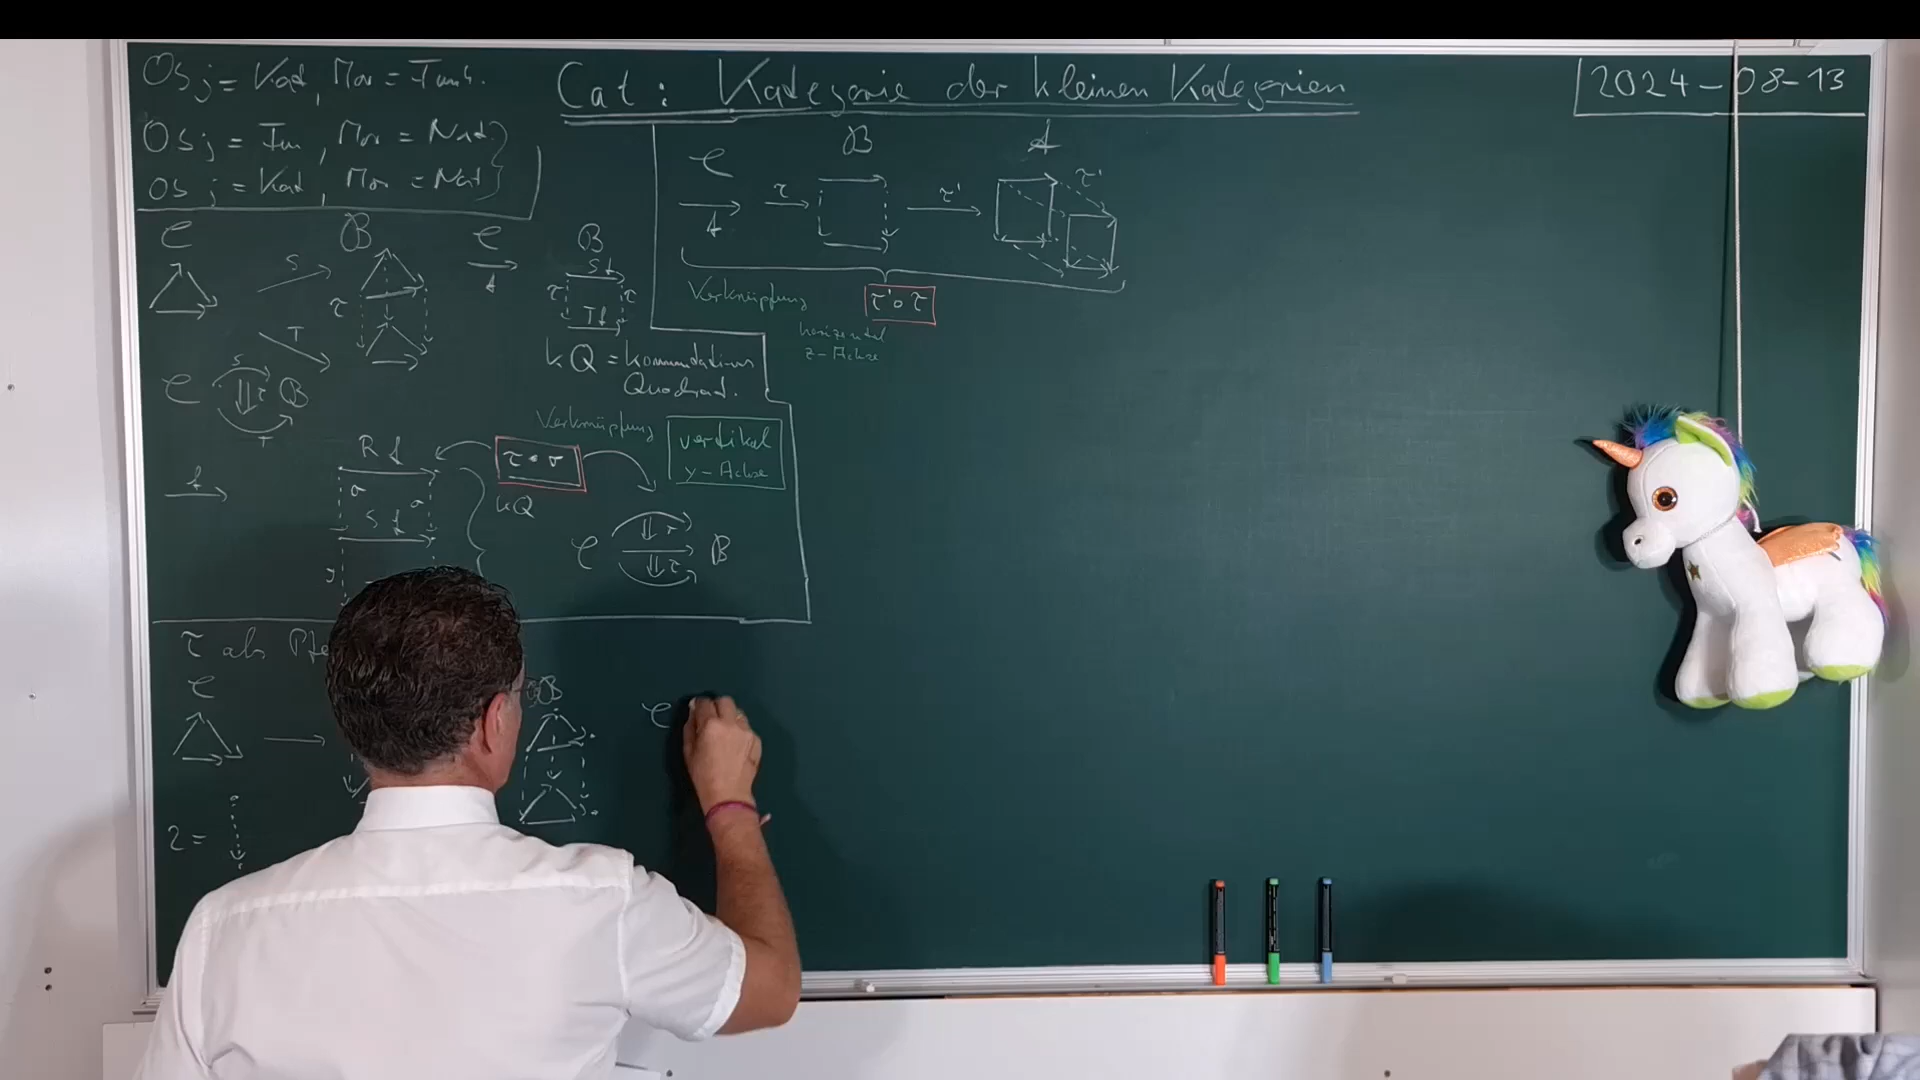 Obj = Kat, Mor = Funk.
Obj = Fun, Mor = Nat
Obj = Kat, Mor = Nat
Cat: Kategorie der kleinen Kategorien
2024-08-13
C B C B
S
T
τ
f
S f
τ τ
T f
kQ = kommutatives
Quadrat.
C S τ T B
C B A
f τ τ' τ'
Verknüpfung τ' ∘ τ
horizontal
z-Achse
Verknüpfung vertikal
y-Achse
f
R f
σ σ
S f
τ • σ
kQ
C σ τ B
τ als
C B
2 =
C